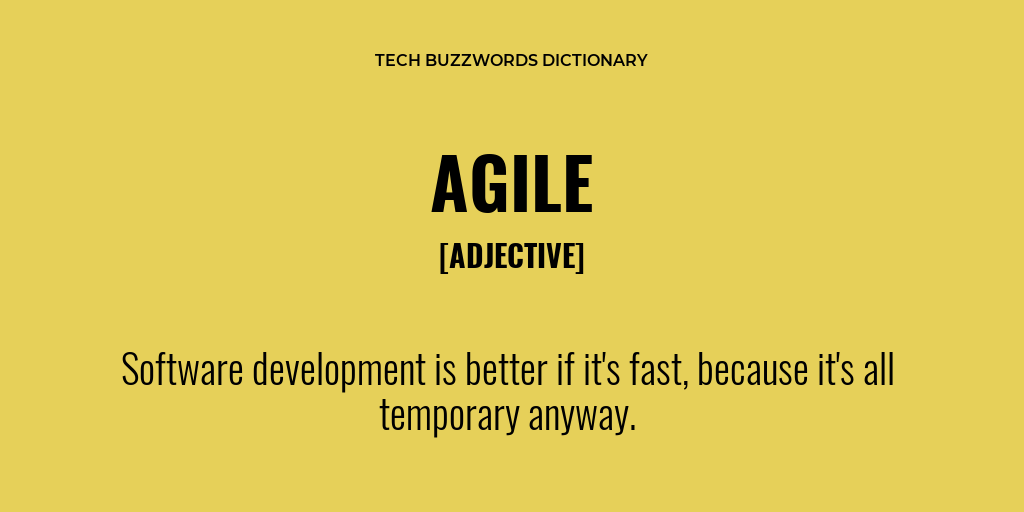 TECH BUZZWORDS DICTIONARY
AGILE
[ADJECTIVE]
Software development is better if it's fast, because it's all
temporary anyway.